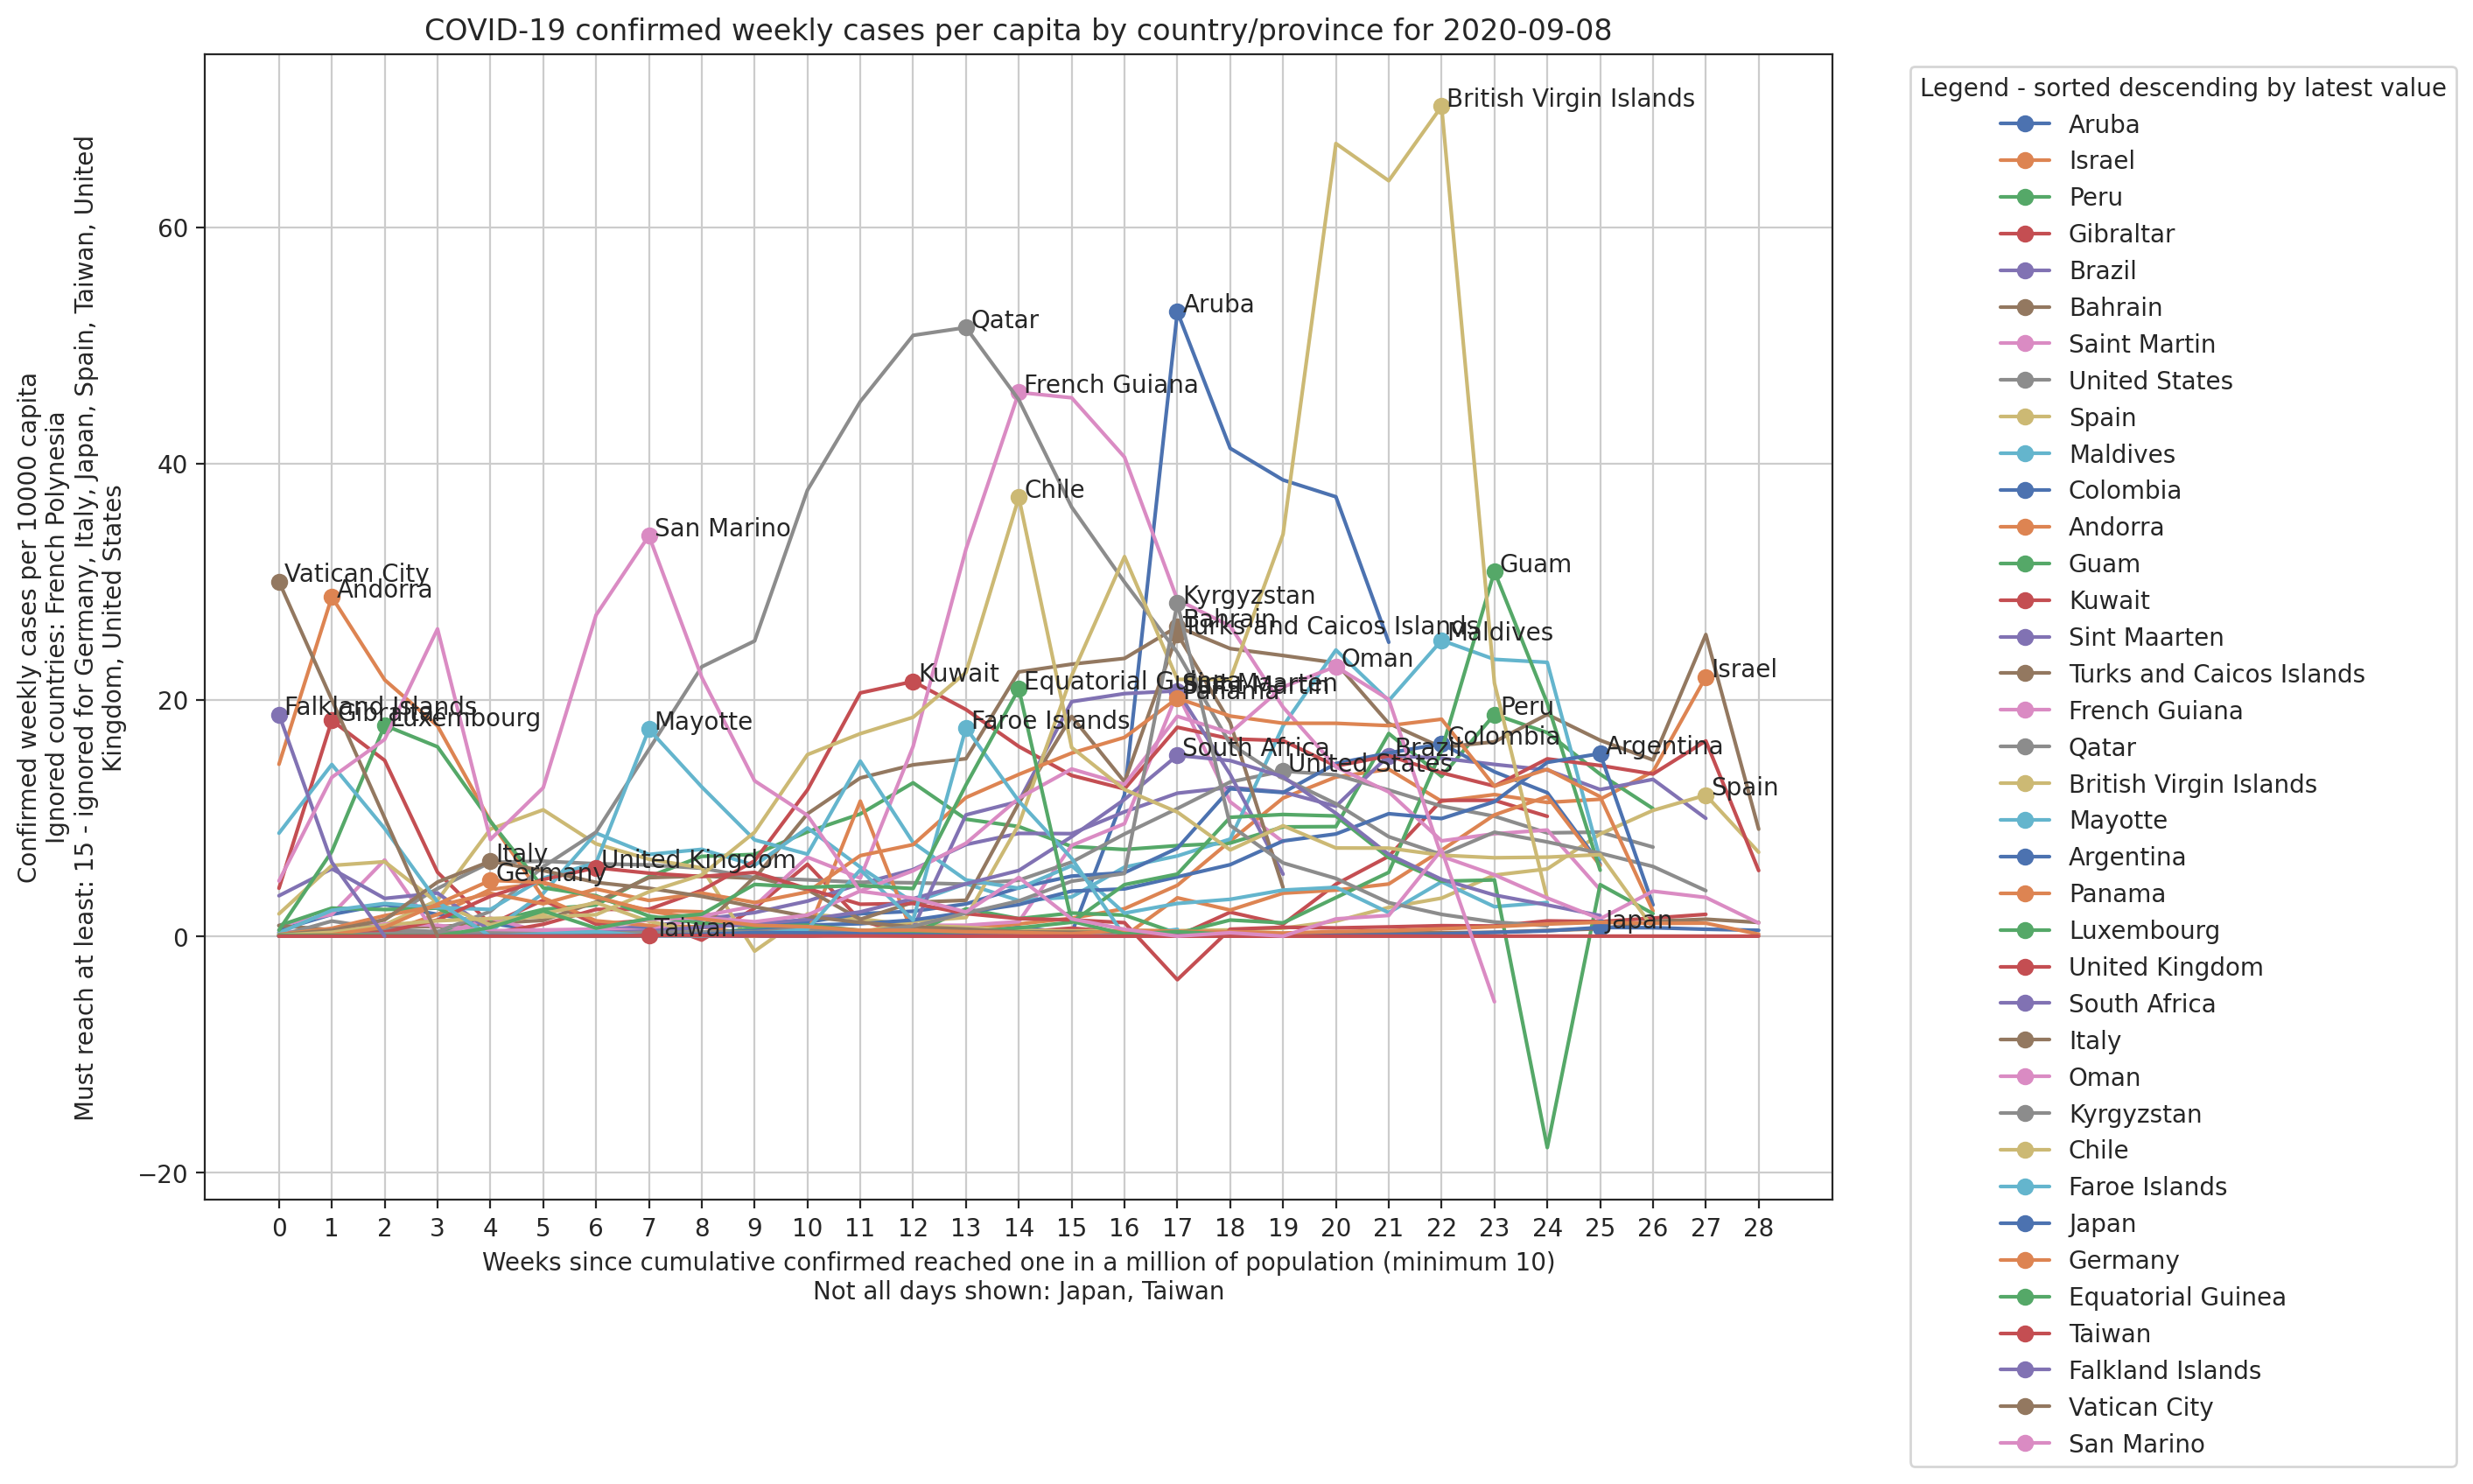 COVID-19 confirmed weekly cases per capita by country/province for 2020-09-08
Confirmed weekly cases per 10000 capita
Ignored countries: French Polynesia
Must reach at least: 15 - ignored for Germany, Italy, Japan, Spain, Taiwan, United
Kingdom, United States
60
40
20
0
−20
British Virgin Islands
Aruba
Qatar
French Guiana
Chile
San Marino
Vatican City
Andorra
Guam
Kyrgyzstan
Bahrain
Turks and Caicos Islands
Maldives
Oman
Israel
Kuwait
Equatorial Guinea
Sint Maarten
Saint Martin
Panama
Falkland Islands
Gibraltar
Luxembourg
Mayotte
Faroe Islands
Peru
Colombia
South Africa
Brazil
Argentina
United States
Spain
Italy
United Kingdom
Germany
Taiwan
Japan
0 1 2 3 4 5 6 7 8 9 10 11 12 13 14 15 16 17 18 19 20 21 22 23 24 25 26 27 28
Weeks since cumulative confirmed reached one in a million of population (minimum 10)
Not all days shown: Japan, Taiwan
Legend - sorted descending by latest value
Aruba
Israel
Peru
Gibraltar
Brazil
Bahrain
Saint Martin
United States
Spain
Maldives
Colombia
Andorra
Guam
Kuwait
Sint Maarten
Turks and Caicos Islands
French Guiana
Qatar
British Virgin Islands
Mayotte
Argentina
Panama
Luxembourg
United Kingdom
South Africa
Italy
Oman
Kyrgyzstan
Chile
Faroe Islands
Japan
Germany
Equatorial Guinea
Taiwan
Falkland Islands
Vatican City
San Marino